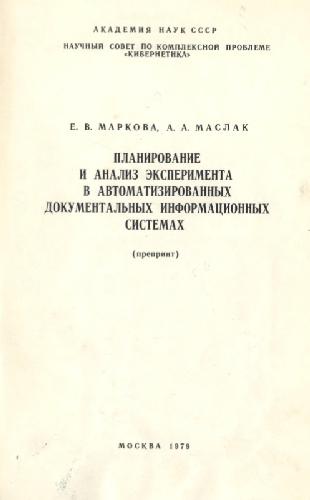 АКАДЕМИЯ НАУК СССР
НАУЧНЫЙ СОВЕТ ПО КОМПЛЕКСНОЙ ПРОБЛЕМЕ
«КИБЕРНЕТИКА»
Е. В. МАРКОВА, А. А. МАСЛАК
ПЛАНИРОВАНИЕ
И АНАЛИЗ ЭКСПЕРИМЕНТА
В АВТОМАТИЗИРОВАННЫХ
ДОКУМЕНТАЛЬНЫХ ИНФОРМАЦИОННЫХ
СИСТЕМАХ
(препринт)
МОСКВА 1979